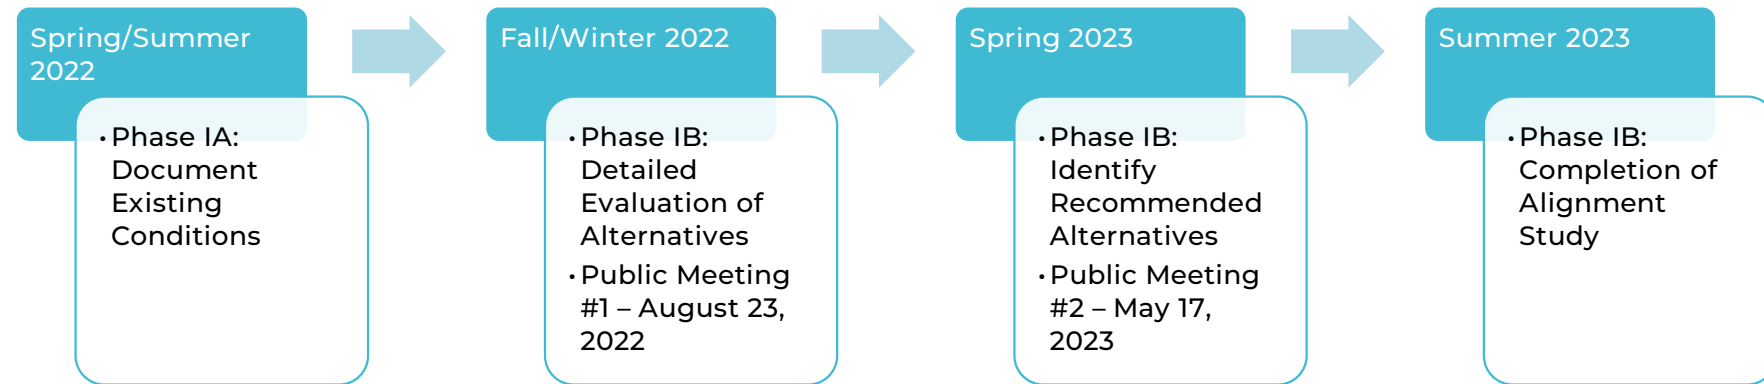 Spring/Summer
2022
· Phase IA:
Document
Existing
Conditions
Fall/Winter 2022
· Phase IB:
Detailed
Evaluation of
Alternatives
· Public Meeting
#1 – August 23,
2022
Spring 2023
· Phase IB:
Identify
Recommended
Alternatives
· Public Meeting
#2 – May 17,
2023
Summer 2023
· Phase IB:
Completion of
Alignment
Study